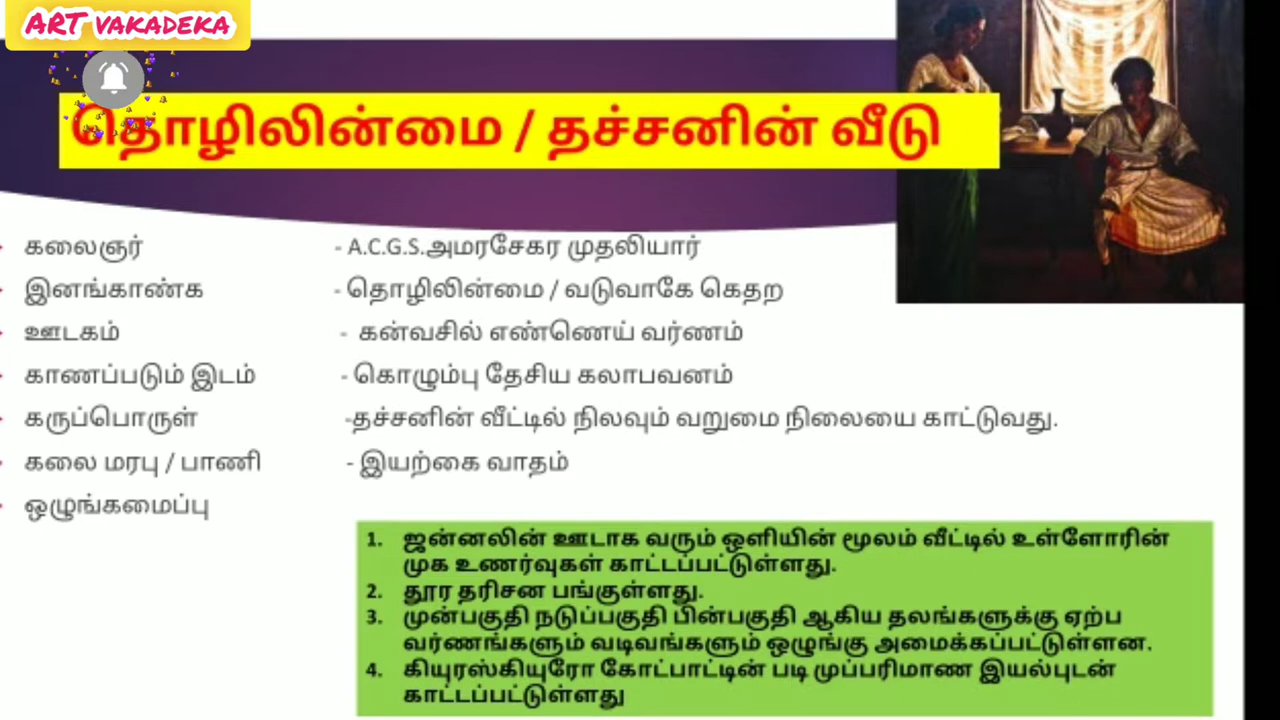 ART VAKADEKA
தொழிலின்மை / தச்சனின் வீடு
கலைஞர் - A.C.G.S.அமரசேகர முதலியார்
இனங்காண்க - தொழிலின்மை / வடுவாகே கெதற
ஊடகம் - கன்வசில் எண்ணெய் வர்ணம்
காணப்படும் இடம் - கொழும்பு தேசிய கலாபவனம்
கருப்பொருள் -தச்சனின் வீட்டில் நிலவும் வறுமை நிலையை காட்டுவது.
கலை மரபு / பாணி - இயற்கை வாதம்
ஒழுங்கமைப்பு
1. ஜன்னலின் ஊடாக வரும் ஒளியின் மூலம் வீட்டில் உள்ளோரின்
முக உணர்வுகள் காட்டப்பட்டுள்ளது.
2. தூர தரிசன பங்குள்ளது.
3. முன்பகுதி நடுப்பகுதி பின்பகுதி ஆகிய தலங்களுக்கு ஏற்ப
வர்ணங்களும் வடிவங்களும் ஒழுங்கு அமைக்கப்பட்டுள்ளன.
4. கியுரஸ்கியுரோ கோட்பாட்டின் படி முப்பரிமாண இயல்புடன்
காட்டப்பட்டுள்ளது